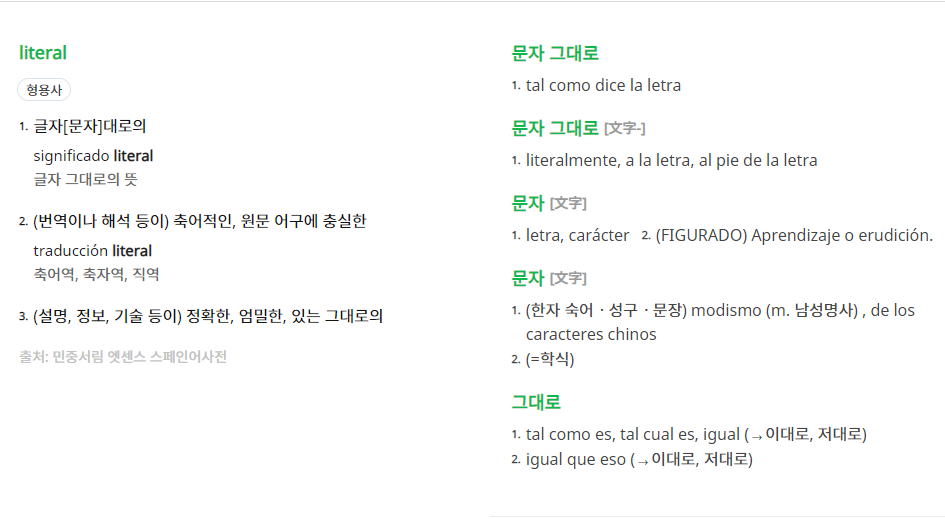 literal
형용사
1. 글자[문자]대로의
significado literal
글자 그대로의 뜻
2. (번역이나 해석 등이) 축어적인, 원문 어구에 충실한
traducción literal
축어역, 축자역, 직역
3. (설명, 정보, 기술 등이) 정확한, 엄밀한, 있는 그대로의
출처: 민중서림 엣센스 스페인어사전
문자 그대로
1. tal como dice la letra
문자 그대로 [文字-]
1. literalmente, a la letra, al pie de la letra
문자 [文字]
1. letra, carácter 2. (FIGURADO) Aprendizaje o erudición.
문자 [文字]
1. (한자 숙어ㆍ성구ㆍ문장) modismo (m. 남성명사) , de los
caracteres chinos
2. (=학식)
그대로
1. tal como es, tal cual es, igual (→이대로, 저대로)
2. igual que eso (→이대로, 저대로)